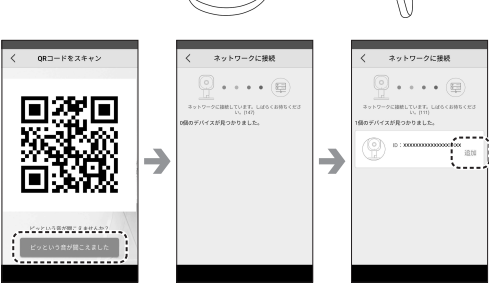 QRコードをスキャン
ピッという音が聞こえませんか？
ピッという音が聞こえました
ネットワークに接続
ネットワークに接続しています。しばらくお待ちくださ
い。(147)
0個のデバイスが見つかりました。
ネットワークに接続
ネットワークに接続しています。しばらくお待ちくださ
い。(111)
1個のデバイスが見つかりました。
ID：XXXXXXXXXXXXXXXXXXXX
追加